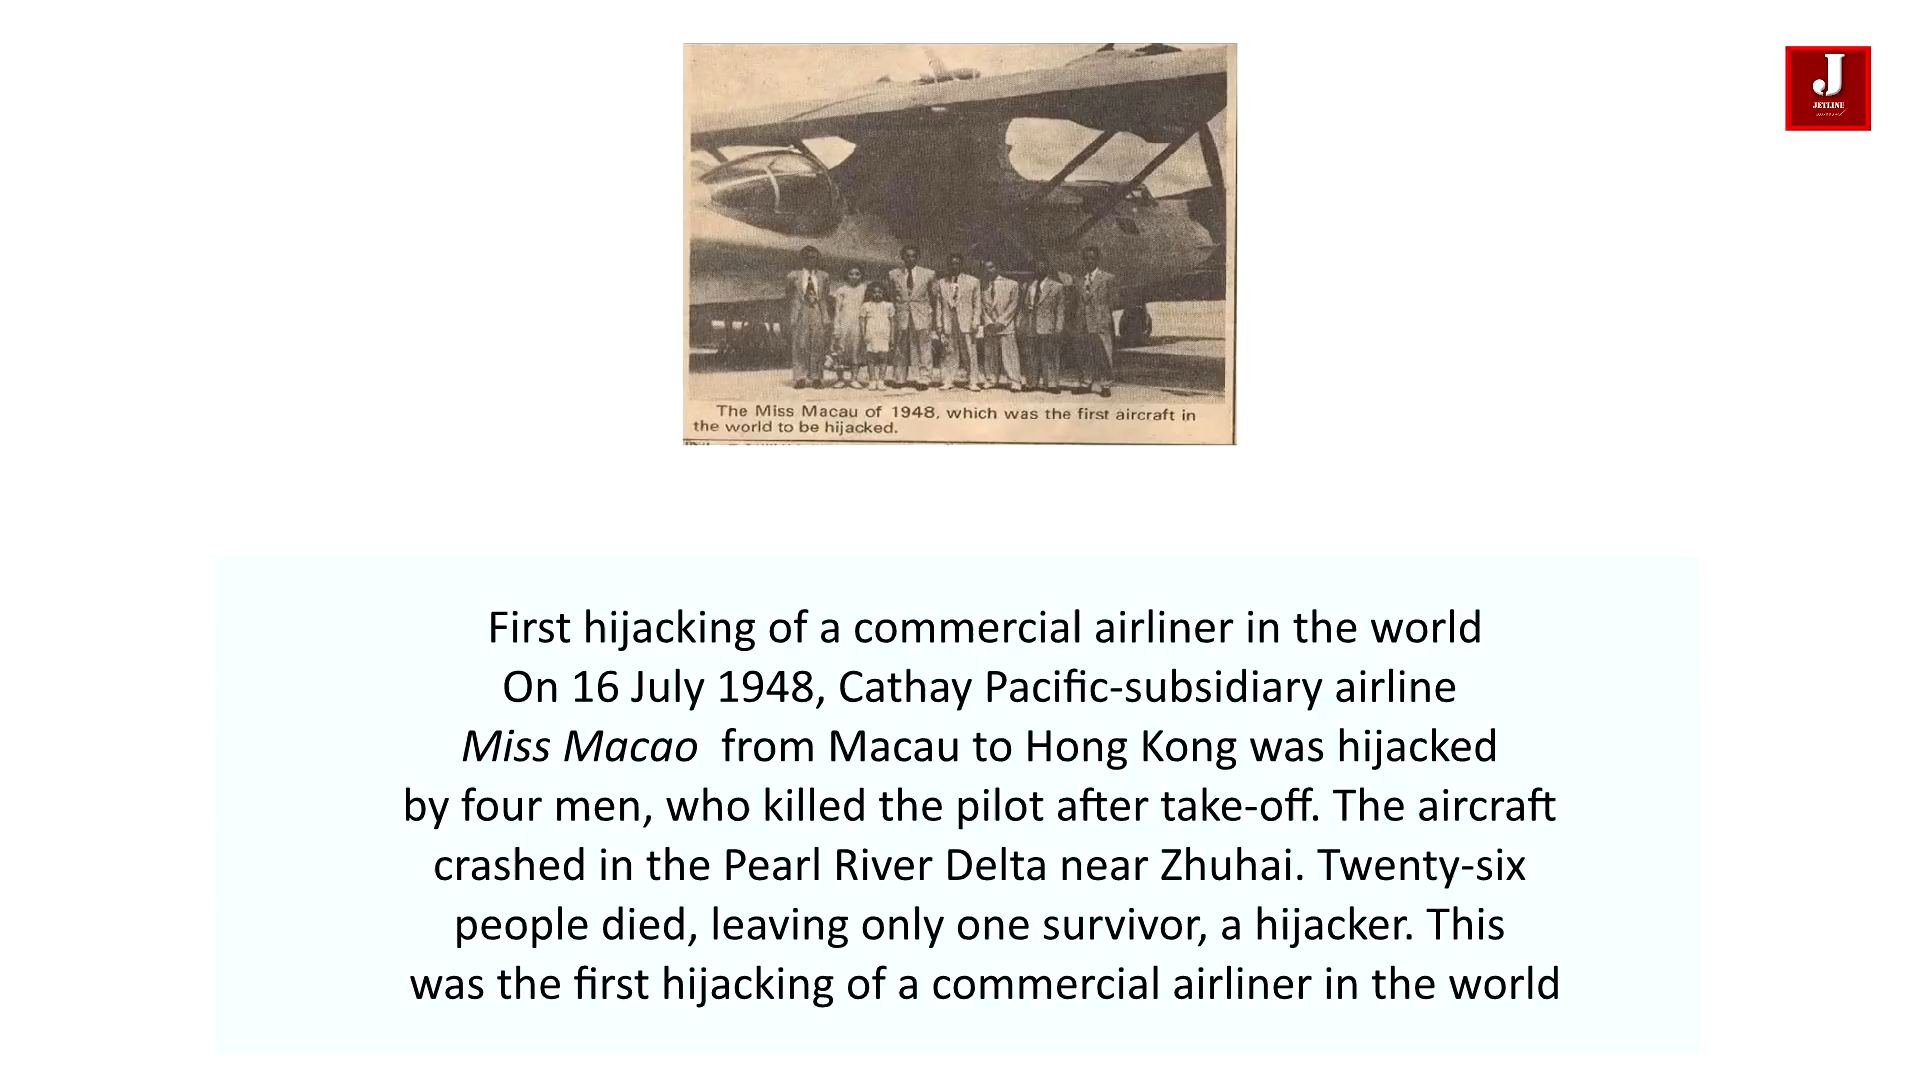 J
JETLINE
The Miss Macau of 1948, which was the first aircraft in
the world to be hijacked.
First hijacking of a commercial airliner in the world
On 16 July 1948, Cathay Pacific-subsidiary airline
Miss Macao from Macau to Hong Kong was hijacked
by four men, who killed the pilot after take-off. The aircraft
crashed in the Pearl River Delta near Zhuhai. Twenty-six
people died, leaving only one survivor, a hijacker. This
was the first hijacking of a commercial airliner in the world